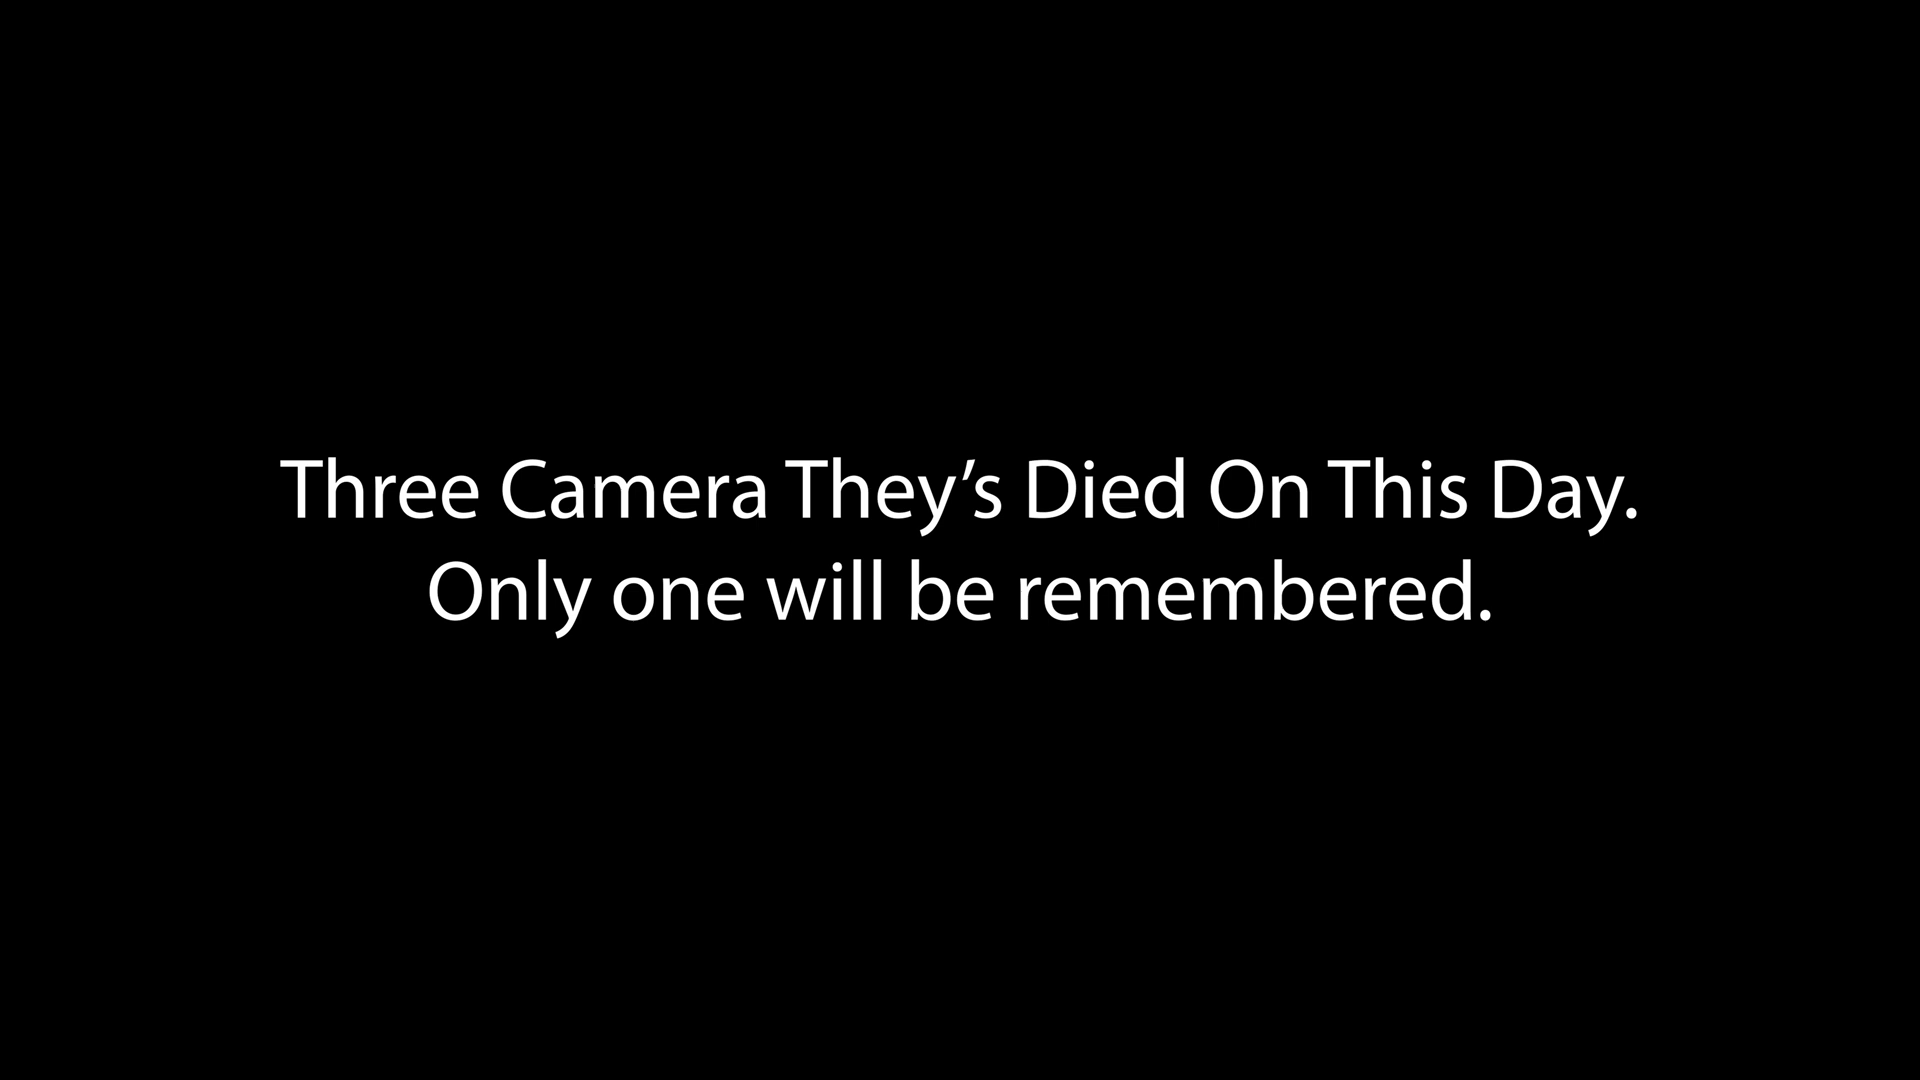 Three Camera They’s Died On This Day.
Only one will be remembered.